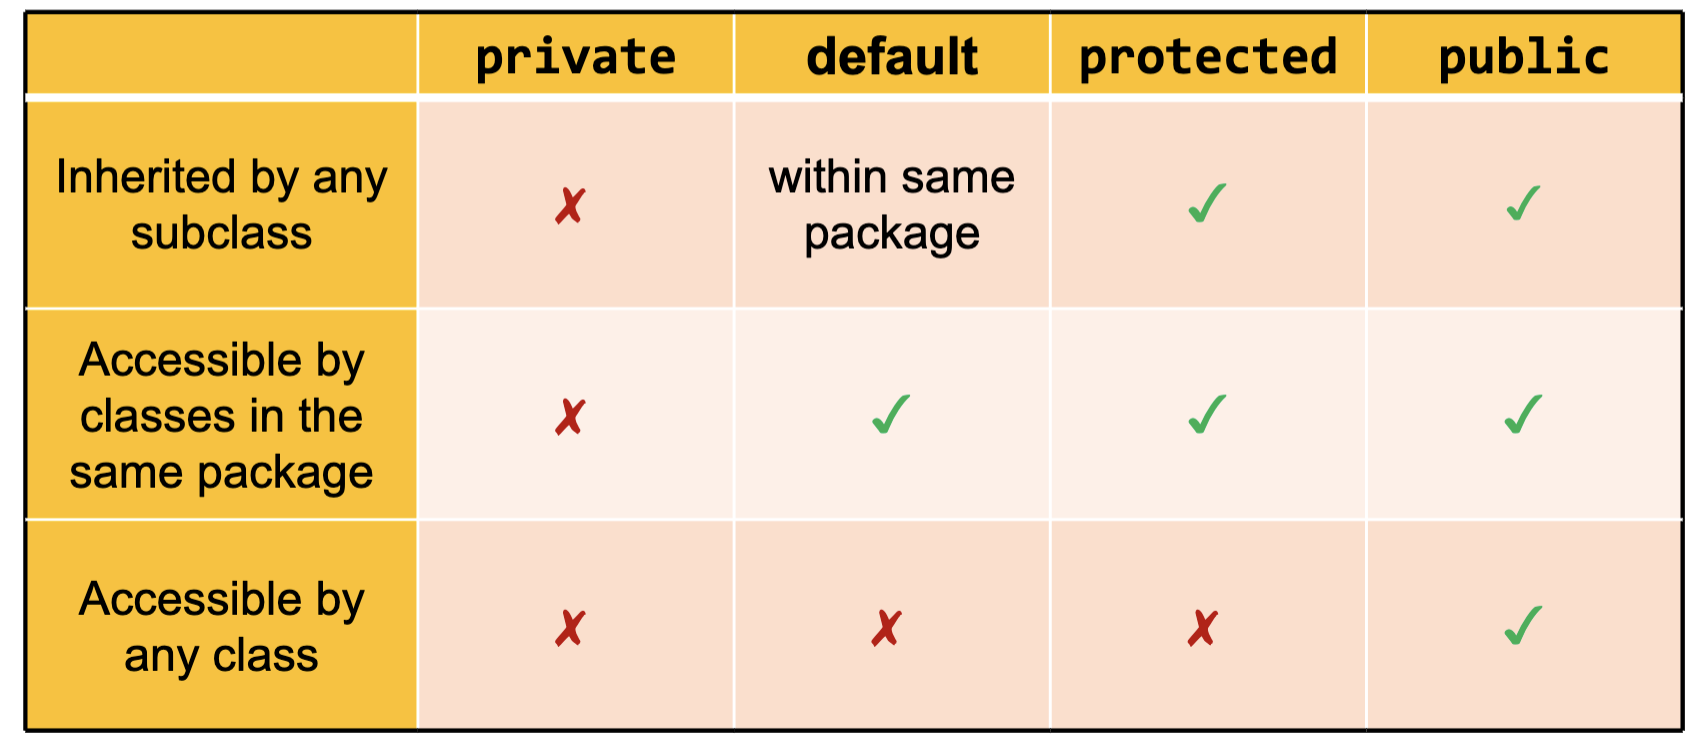 private default protected public
Inherited by any
subclass
✗
within same
package
✓ ✓
Accessible by
classes in the
same package
✗ ✓ ✓ ✓
Accessible by
any class
✗ ✗ ✗ ✓